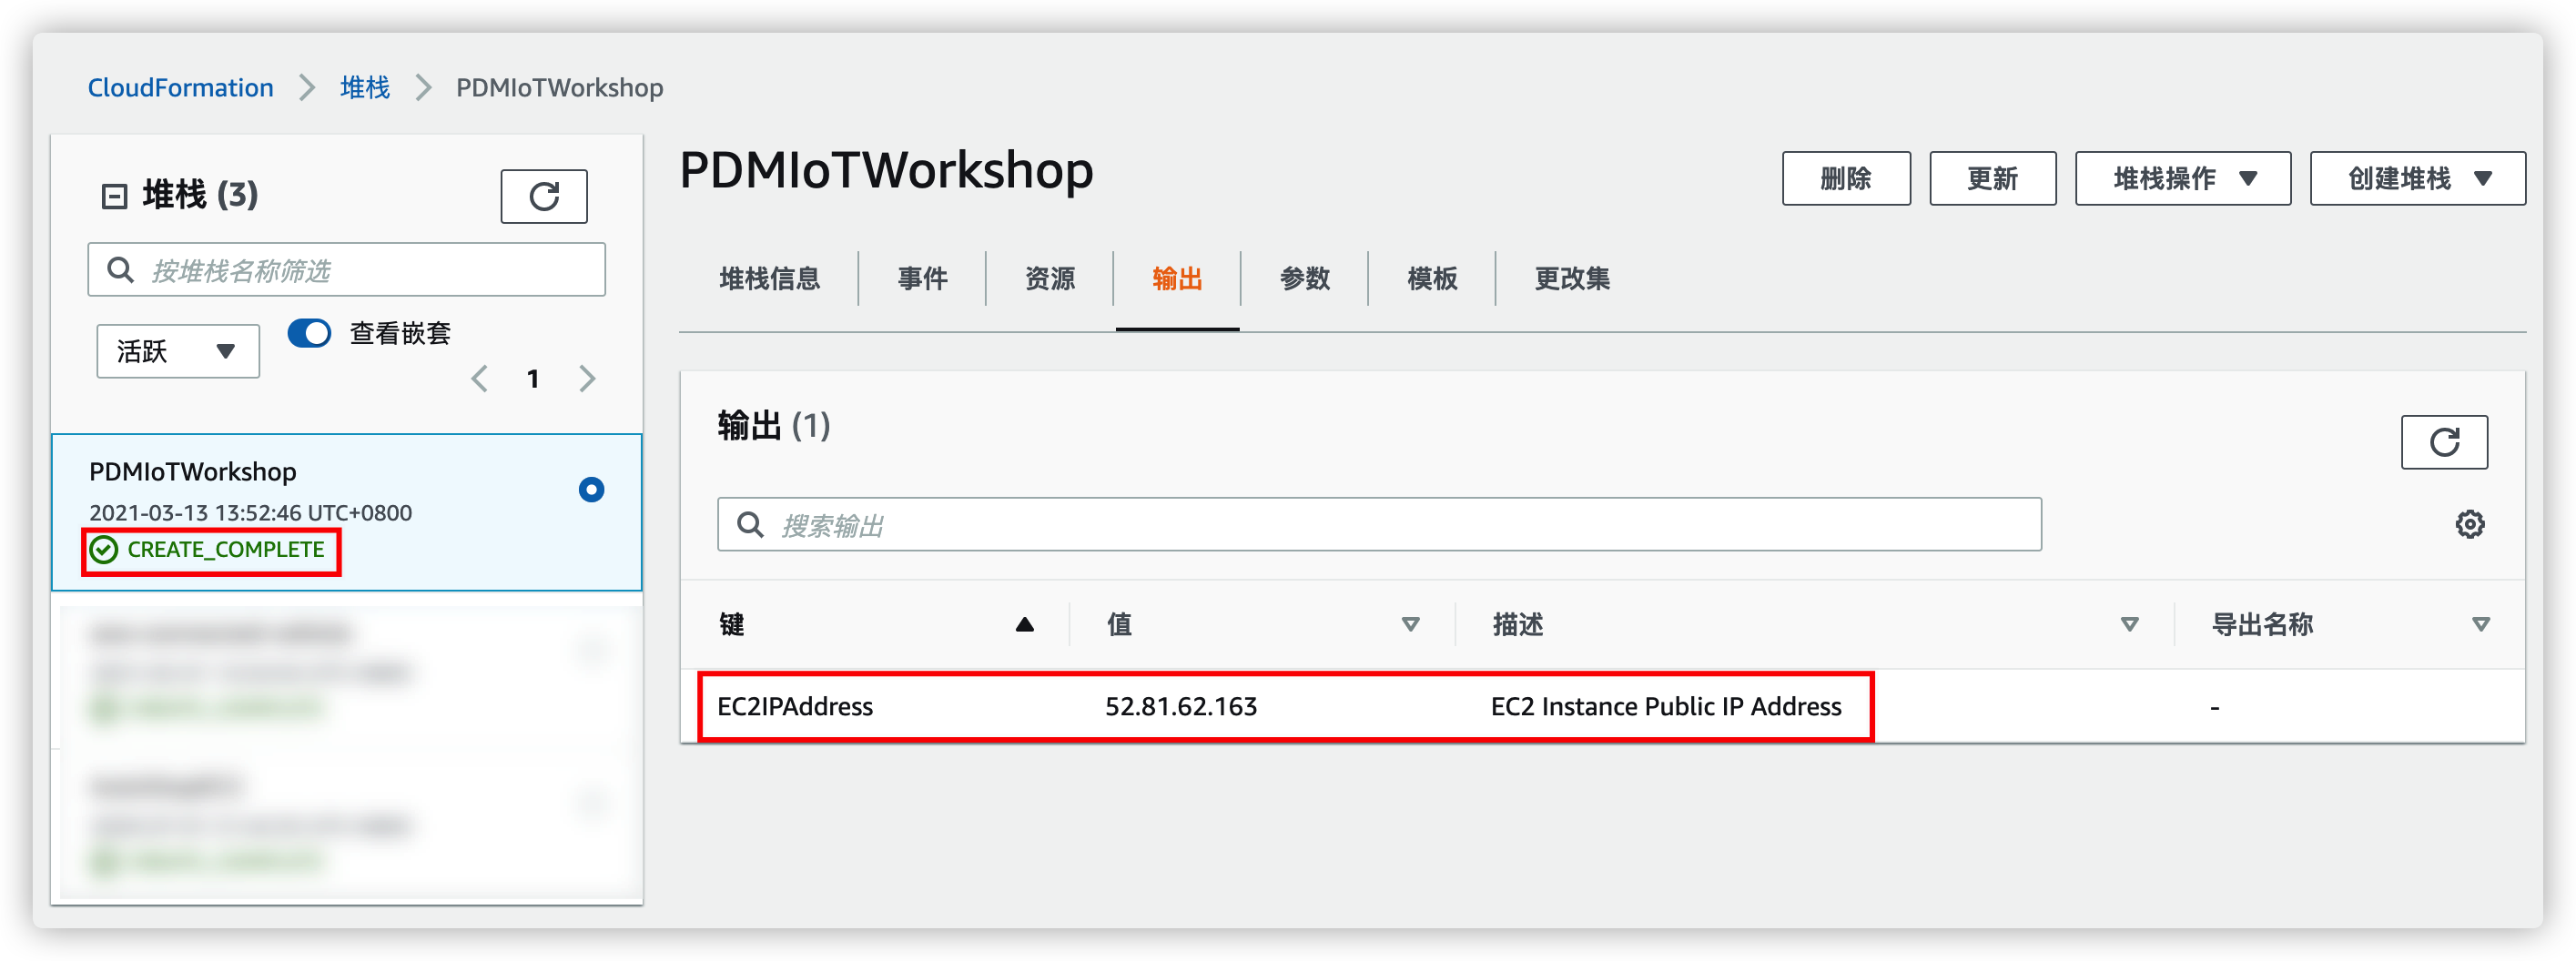 CloudFormation 堆栈 PDMIoTWorkshop
堆栈 (3)
按堆栈名称筛选
活跃
查看嵌套
1
PDMIoTWorkshop
2021-03-13 13:52:46 UTC+0800
CREATE_COMPLETE
PDMIoTWorkshop
删除
更新
堆栈操作
创建堆栈
堆栈信息 事件 资源 输出 参数 模板 更改集
输出 (1)
搜索输出
键 值 描述 导出名称
EC2IPAddress 52.81.62.163 EC2 Instance Public IP Address -